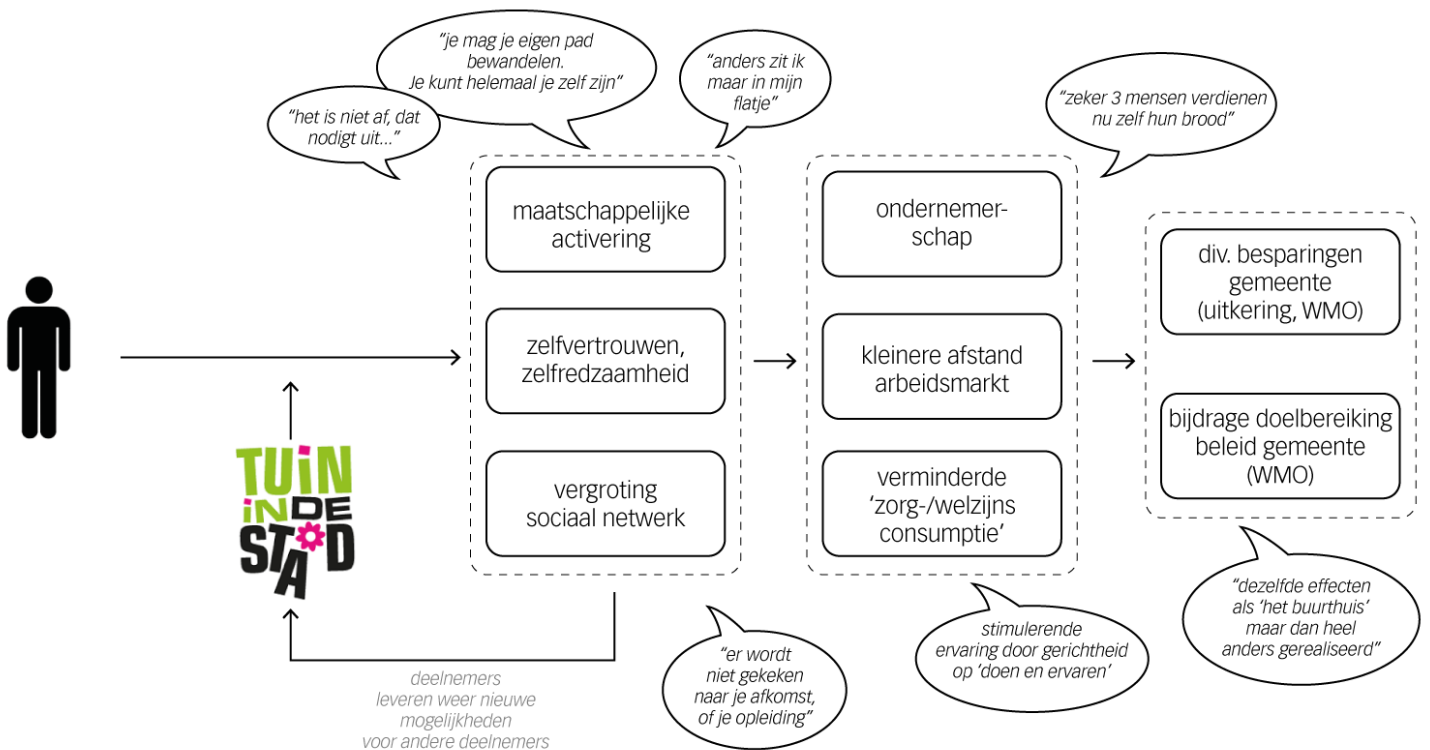 "je mag je eigen pad
bewandelen.
Je kunt helemaal je zelf zijn"
"anders zit ik
maar in mijn
flatje"
"zeker 3 mensen verdienen
nu zelf hun brood"
"het is niet af, dat
nodigt uit..."
maatschappelijke
activering
zelfvertrouwen,
zelfredzaamheid
vergroting
sociaal netwerk
ondernemer-
schap
kleinere afstand
arbeidsmarkt
verminderde
'zorg-/welzijns
consumptie'
div. besparingen
gemeente
(uitkering, WMO)
bijdrage doelbereiking
beleid gemeente
(WMO)
TUiN
iNDE
STAD
deelnemers
leveren weer nieuwe
mogelijkheden
voor andere deelnemers
"er wordt
niet gekeken
naar je afkomst,
of je opleiding"
stimulerende
ervaring door gerichtheid
op 'doen en ervaren'
"dezelfde effecten
als 'het buurthuis'
maar dan heel
anders gerealiseerd"